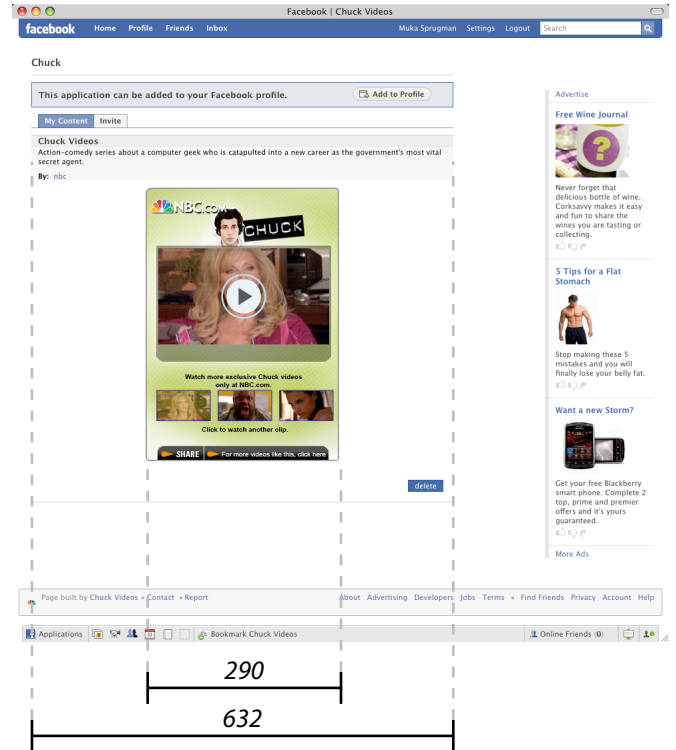 Facebook | Chuck Videos
facebook Home Profile Friends Inbox Muka Sprugman Settings Logout Search
Chuck
This application can be added to your Facebook profile. Add to Profile
My Content Invite
Chuck Videos
Action-comedy series about a computer geek who is catapulted into a new career as the government's most vital
secret agent.
By: nbc
NBC.com
CHUCK
Watch more exclusive Chuck videos
only at NBC.com.
Click to watch another clip.
SHARE For more videos like this, click here
delete
Advertise
Free Wine Journal
?
Never forget that
delicious bottle of wine.
Corksavvy makes it easy
and fun to share the
wines you are tasting or
collecting.
5 Tips for a Flat
Stomach
Stop making these 5
mistakes and you will
finally lose your belly fat.
Want a new Storm?
Get your free Blackberry
smart phone. Complete 2
top, prime and premier
offers and it's yours
guaranteed.
More Ads
Page built by Chuck Videos » Contact » Report About Advertising Developers Jobs Terms » Find Friends Privacy Account Help
Applications 31 Bookmark Chuck Videos Online Friends (0) 1
290
632